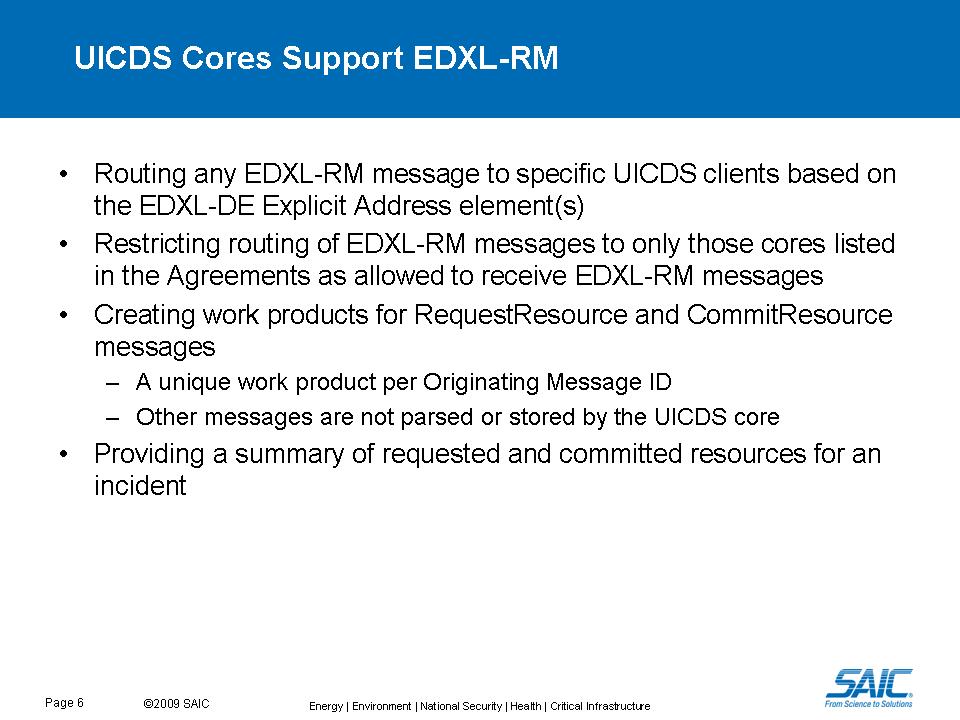 UICDS Cores Support EDXL-RM
• Routing any EDXL-RM message to specific UICDS clients based on
the EDXL-DE Explicit Address element(s)
• Restricting routing of EDXL-RM messages to only those cores listed
in the Agreements as allowed to receive EDXL-RM messages
• Creating work products for RequestResource and CommitResource
messages
– A unique work product per Originating Message ID
– Other messages are not parsed or stored by the UICDS core
• Providing a summary of requested and committed resources for an
incident
Page 6 ©2009 SAIC Energy | Environment | National Security | Health | Critical Infrastructure
SAIC
From Science to Solutions